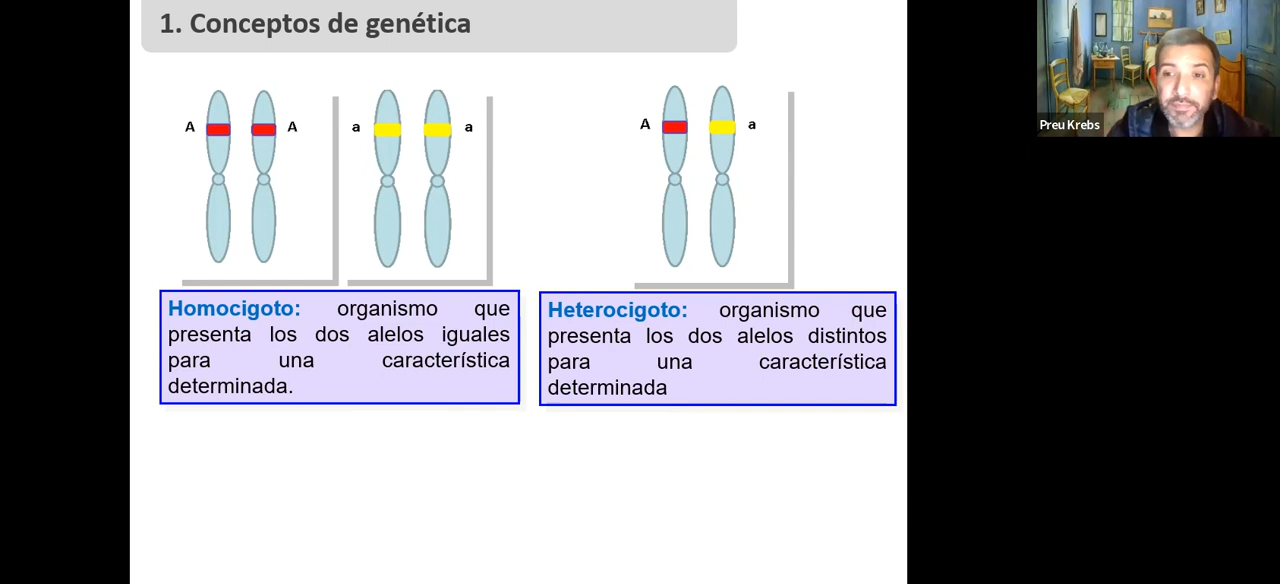 1. Conceptos de genética
Preu Krebs
A A a a
A a
Homocigoto: organismo que
presenta los dos alelos iguales
para una característica
determinada.
Heterocigoto: organismo que
presenta los dos alelos distintos
para una característica
determinada